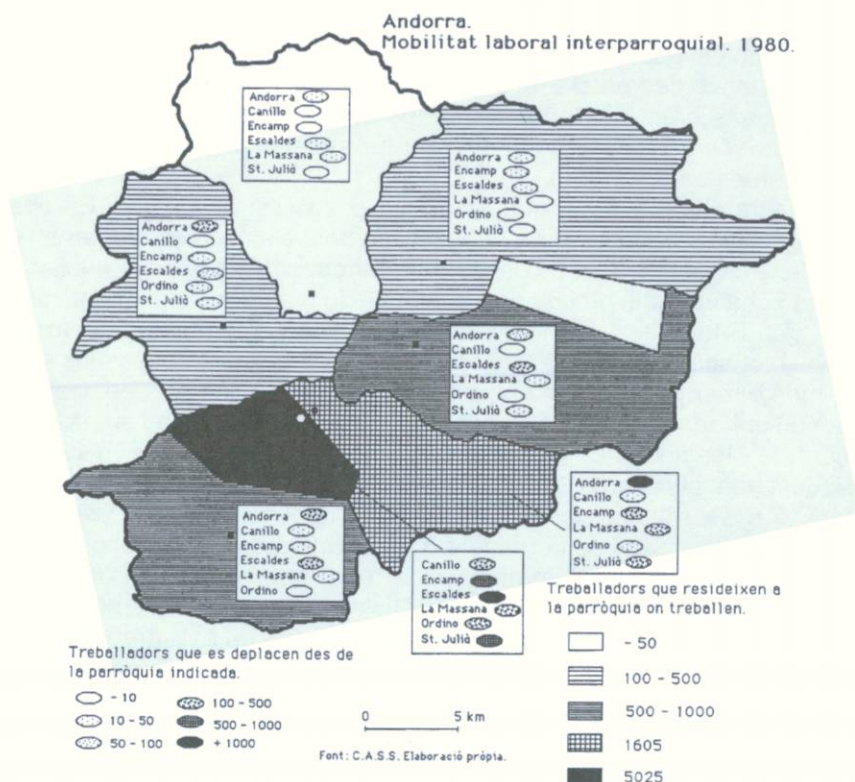 Andorra.
Mobilitat laboral interparroquial. 1980.
Andorra
Canillo
Encamp
Escaldes
La Massana
St. Julià
Andorra
Encamp
Escaldes
La Massana
Ordino
St. Julià
Andorra
Canillo
Encamp
Escaldes
Ordino
St. Julià
Andorra
Canillo
Escaldes
La Massana
Ordino
St. Julià
Andorra
Canillo
Encamp
La Massana
Ordino
St. Julià
Andorra
Canillo
Encamp
Escaldes
La Massana
Ordino
Canillo
Encamp
Escaldes
La Massana
Ordino
St. Julià
Treballadors que es deplacen des de
la parròquia indicada.
- 10
10 - 50
50 - 100
100 - 500
500 - 1000
+ 1000
0 5 km
Font: C.A.S.S. Elaboració pròpia.
Treballadors que resideixen a
la parròquia on treballen.
- 50
100 - 500
500 - 1000
1605
5025